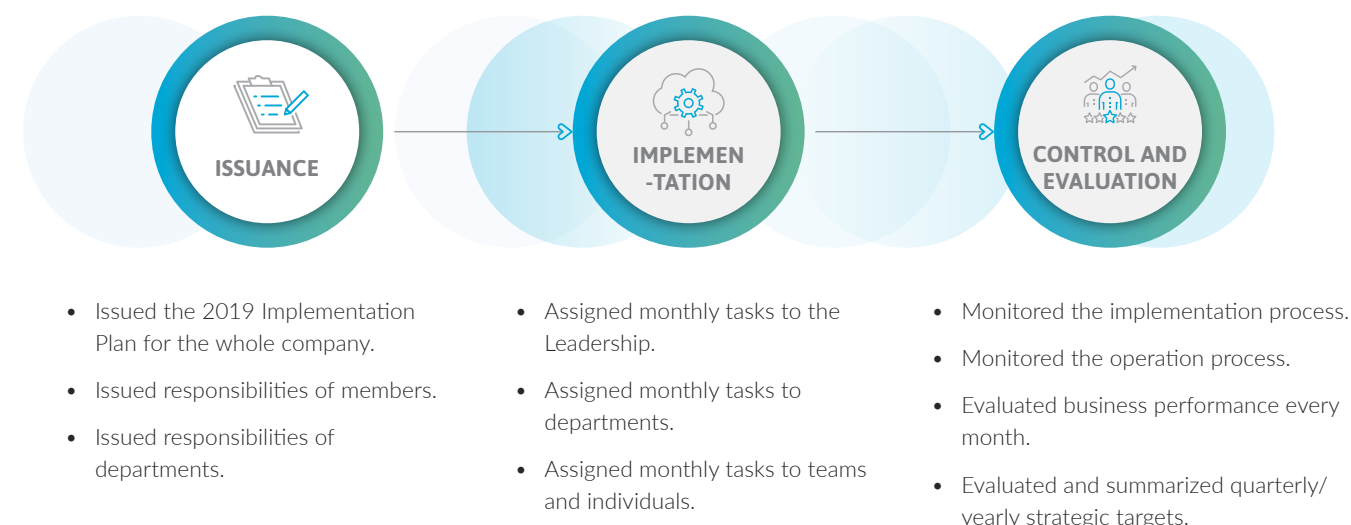 ISSUANCE
IMPLEMEN
-TATION
CONTROL AND
EVALUATION
• Issued the 2019 Implementation
Plan for the whole company.
• Issued responsibilities of members.
• Issued responsibilities of
departments.
• Assigned monthly tasks to the
Leadership.
• Assigned monthly tasks to
departments.
• Assigned monthly tasks to teams
and individuals.
• Monitored the implementation process.
• Monitored the operation process.
• Evaluated business performance every
month.
• Evaluated and summarized quarterly/
yearly strategic targets.